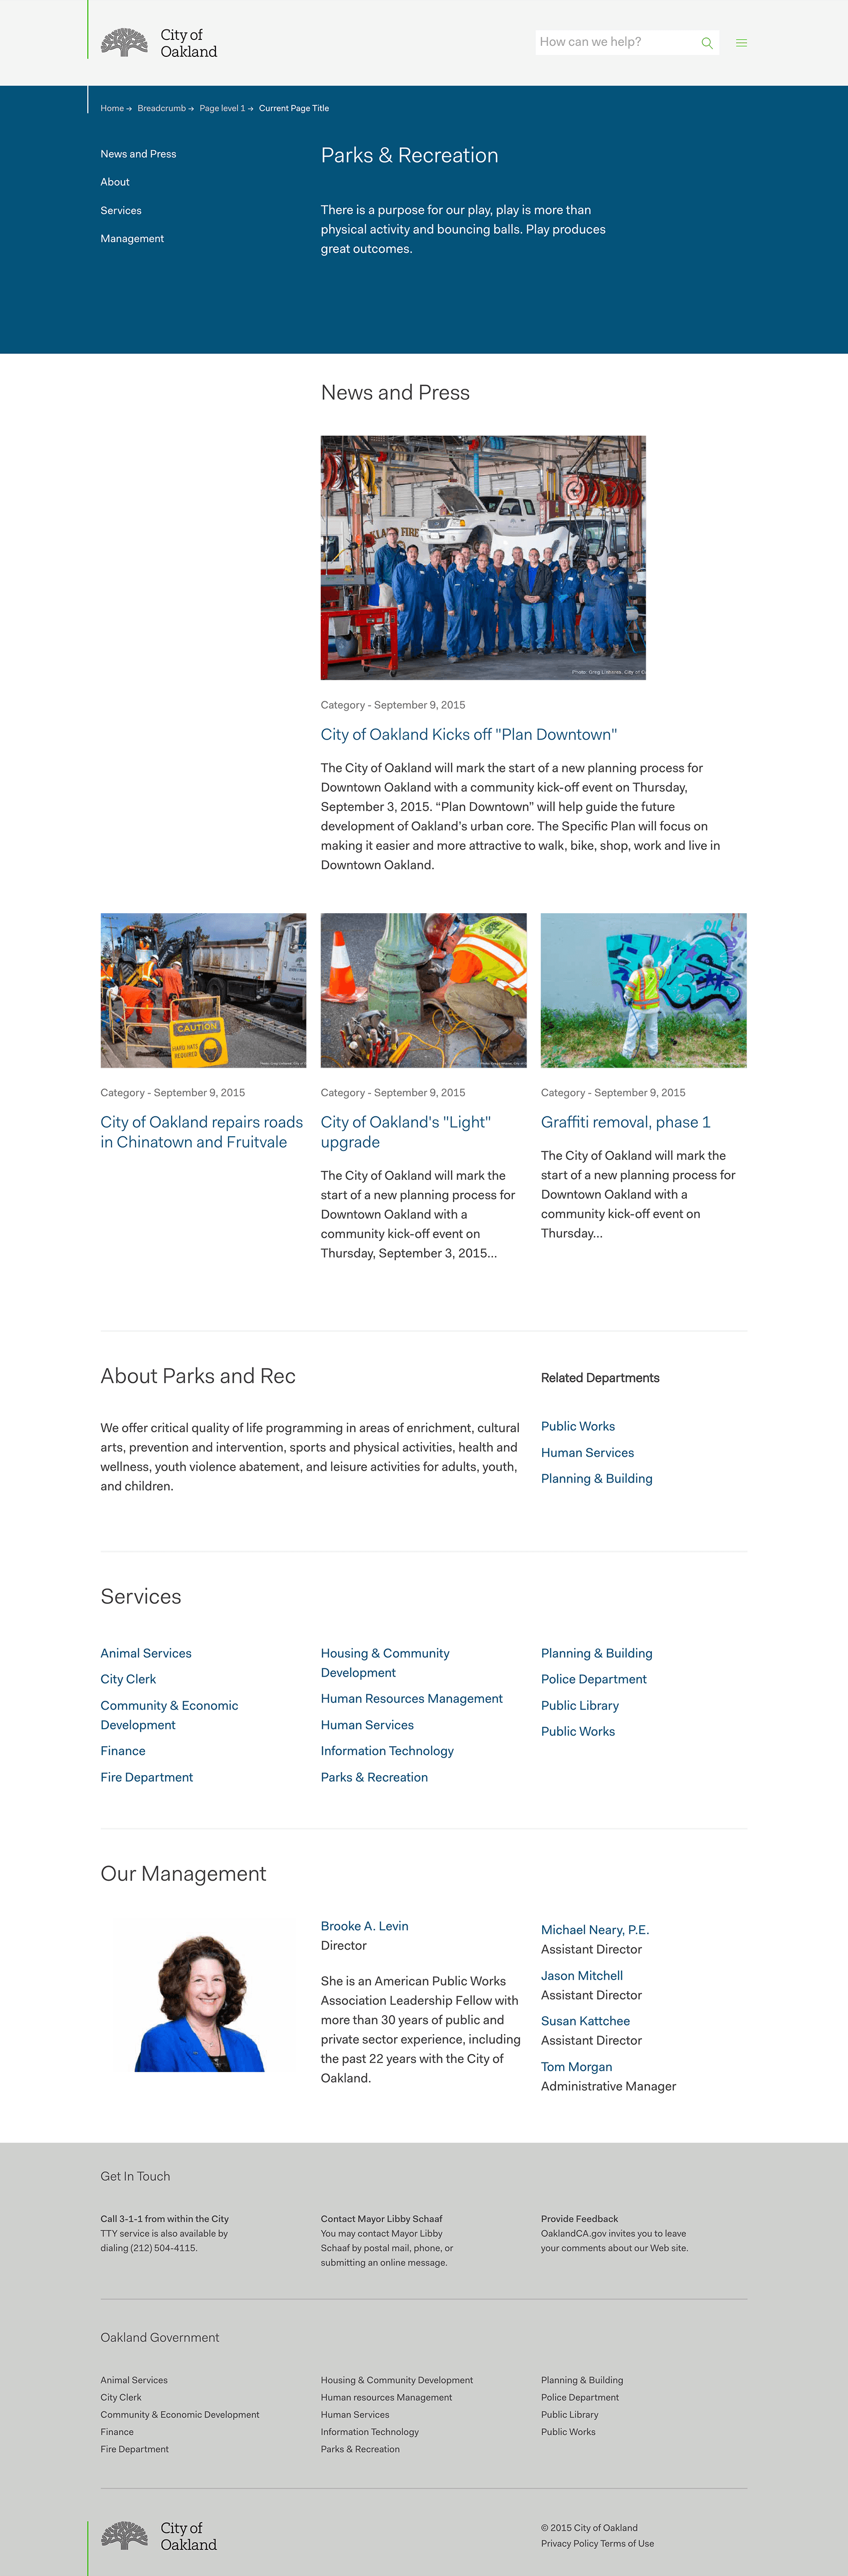 City of
Oakland
How can we help?
Home → Breadcrumb → Page level 1 → Current Page Title
News and Press
About
Services
Management
Parks & Recreation
There is a purpose for our play, play is more than
physical activity and bouncing balls. Play produces
great outcomes.
News and Press
FIRE
Category - September 9, 2015
City of Oakland Kicks off "Plan Downtown"
The City of Oakland will mark the start of a new planning process for
Downtown Oakland with a community kick-off event on Thursday,
September 3, 2015. “Plan Downtown” will help guide the future
development of Oakland’s urban core. The Specific Plan will focus on
making it easier and more attractive to walk, bike, shop, work and live in
Downtown Oakland.
CAUTION
HARD HATS
REQUIRED
Category - September 9, 2015
City of Oakland repairs roads
in Chinatown and Fruitvale
Category - September 9, 2015
City of Oakland's "Light"
upgrade
The City of Oakland will mark the
start of a new planning process for
Downtown Oakland with a
community kick-off event on
Thursday, September 3, 2015...
Category - September 9, 2015
Graffiti removal, phase 1
The City of Oakland will mark the
start of a new planning process for
Downtown Oakland with a
community kick-off event on
Thursday...
About Parks and Rec
We offer critical quality of life programming in areas of enrichment, cultural
arts, prevention and intervention, sports and physical activities, health and
wellness, youth violence abatement, and leisure activities for adults, youth,
and children.
Related Departments
Public Works
Human Services
Planning & Building
Services
Animal Services
City Clerk
Community & Economic
Development
Finance
Fire Department
Housing & Community
Development
Human Resources Management
Human Services
Information Technology
Parks & Recreation
Planning & Building
Police Department
Public Library
Public Works
Our Management
Brooke A. Levin
Director
She is an American Public Works
Association Leadership Fellow with
more than 30 years of public and
private sector experience, including
the past 22 years with the City of
Oakland.
Michael Neary, P.E.
Assistant Director
Jason Mitchell
Assistant Director
Susan Kattchee
Assistant Director
Tom Morgan
Administrative Manager
Get In Touch
Call 3-1-1 from within the City
TTY service is also available by
dialing (212) 504-4115.
Contact Mayor Libby Schaaf
You may contact Mayor Libby
Schaaf by postal mail, phone, or
submitting an online message.
Provide Feedback
OaklandCA.gov invites you to leave
your comments about our Web site.
Oakland Government
Animal Services
City Clerk
Community & Economic Development
Finance
Fire Department
Housing & Community Development
Human resources Management
Human Services
Information Technology
Parks & Recreation
Planning & Building
Police Department
Public Library
Public Works
City of
Oakland
© 2015 City of Oakland
Privacy Policy Terms of Use